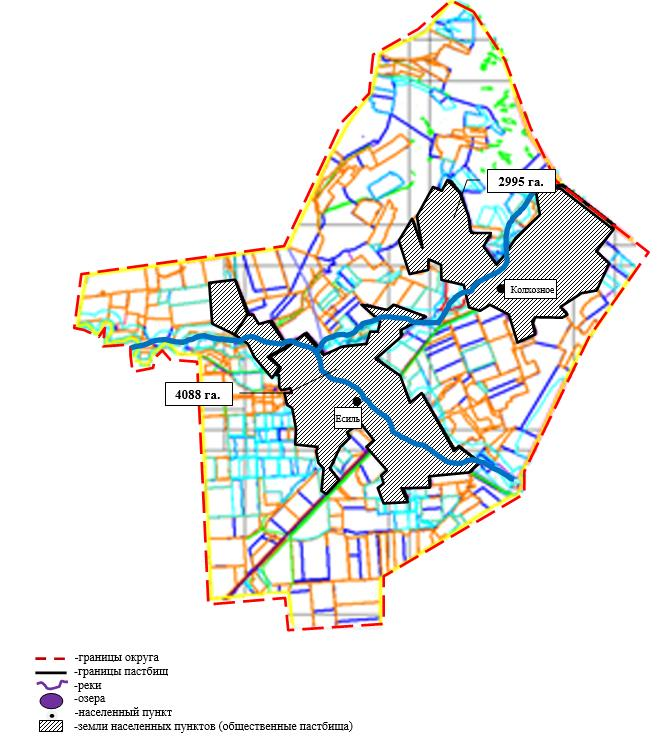 2995 га.
Колхозное
4088 га.
Есиль
-границы округа
-границы пастбищ
-реки
-озера
-населенный пункт
-земли населенных пунктов (общественные пастбища)